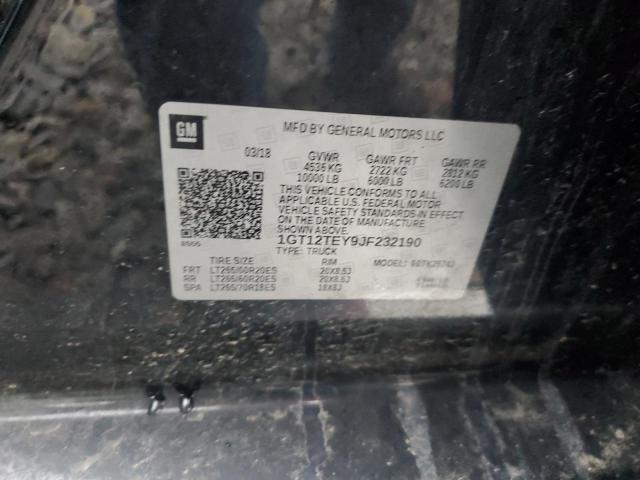 GM
MFD BY GENERAL MOTORS LLC
03/18 GVWR GAWR FRT GAWR RR
4536 KG 2722 KG 2812 KG
10000 LB 6000 LB 6200 LB
THIS VEHICLE CONFORMS TO ALL
APPLICABLE U.S. FEDERAL MOTOR
VEHICLE SAFETY STANDARDS IN EFFECT
ON THE DATE OF MANUFACTURE
SHOWN ABOVE.
1GT12TEY9JF232190
TYPE: TRUCK
TIRE SIZE RIM MODEL:
FRT LT265/60R20ES 20X8.5J
RR LT265/60R20ES 20X8.5J
SPA LT265/70R18ES 18X8J